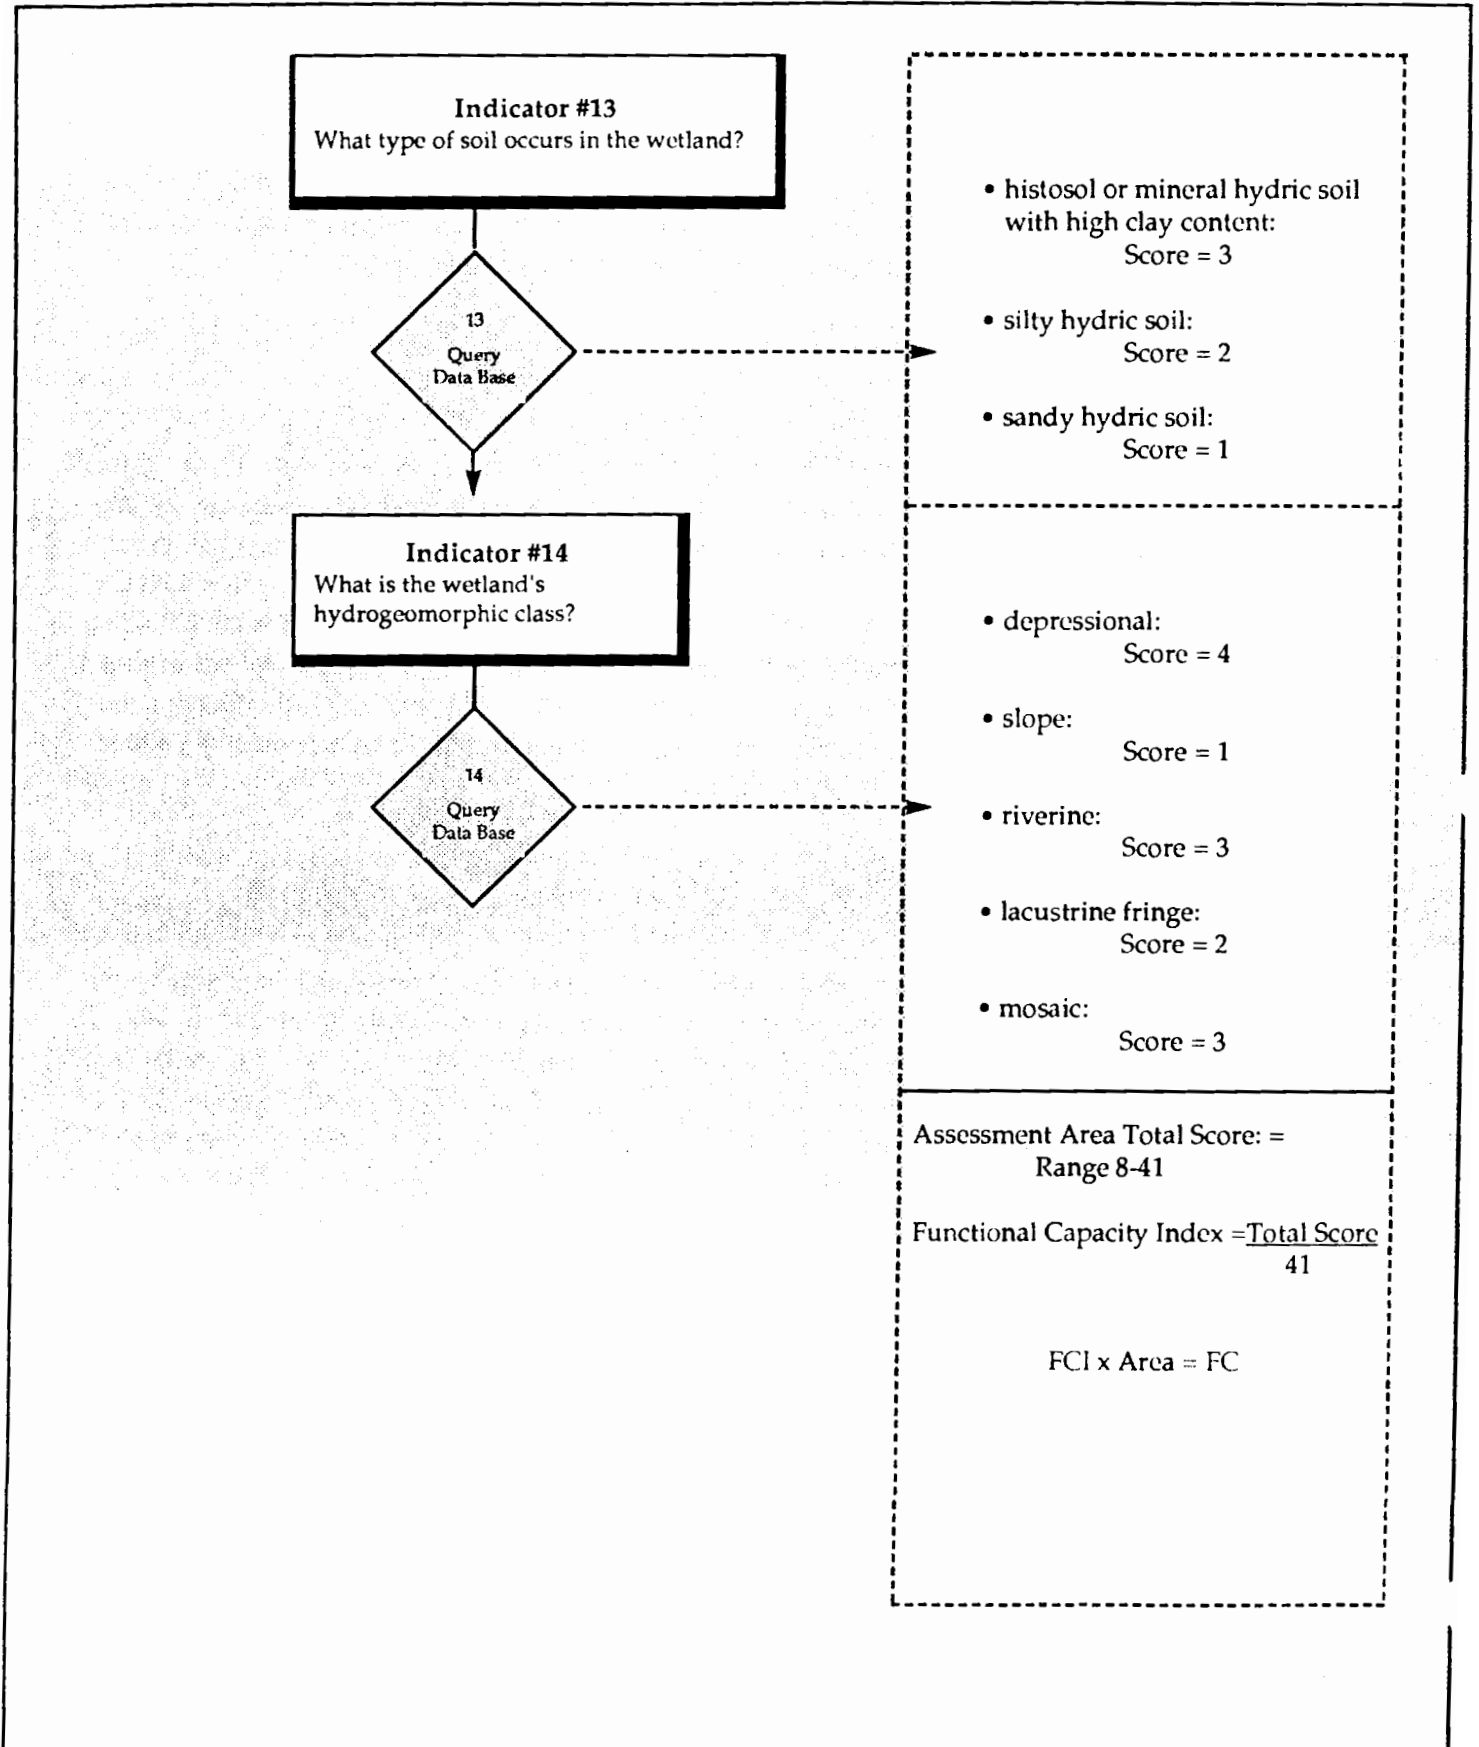 Indicator #13
What type of soil occurs in the wetland?
• histosol or mineral hydric soil
with high clay content:
Score = 3
13
Query
Data Base
• silty hydric soil:
Score = 2
• sandy hydric soil:
Score = 1
Indicator #14
What is the wetland's
hydrogeomorphic class?
• depressional:
Score = 4
• slope:
Score = 1
14
Query
Data Base
• riverine:
Score = 3
• lacustrine fringe:
Score = 2
• mosaic:
Score = 3
Assessment Area Total Score: =
Range 8-41
Functional Capacity Index =Total Score
41
FCI x Area = FC